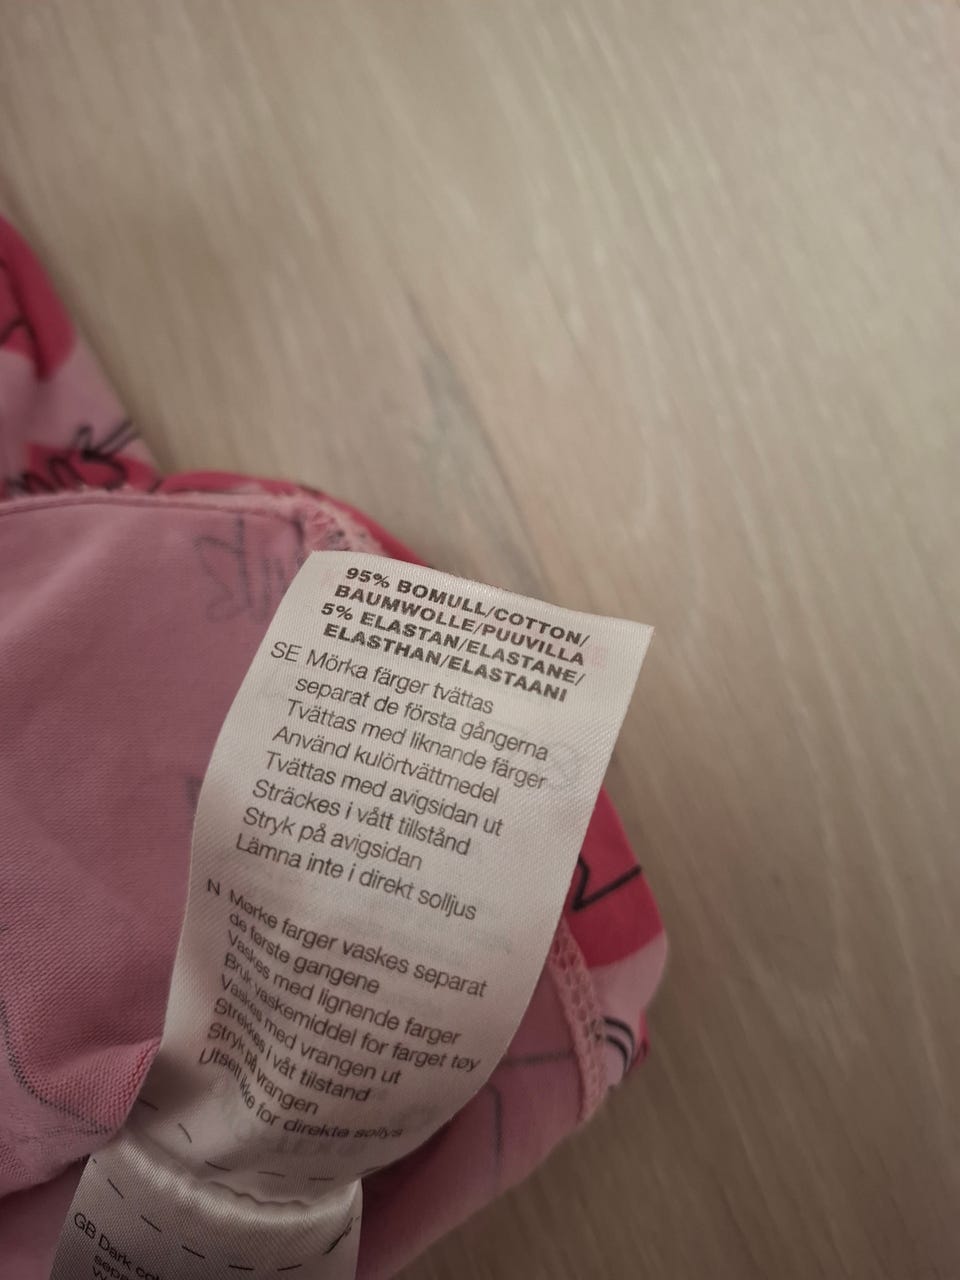 95% BOMULL/COTTON/
BAUMWOLLE/PUUVILLA
5% ELASTAN/ELASTANE/
ELASTHAN/ELASTAANI
SE Mörka färger tvättas
separat de första gångerna
Tvättas med liknande färger
Använd kulörtvättmedel
Tvättas med avigsidan ut
Sträckes i vått tillstånd
Stryk på avigsidan
Lämna inte i direkt solljus
N Mørke farger vaskes separat
de første gangene
Vaskes med lignende farger
Bruk vaskemiddel for farget tøy
Vaskes med vrangen ut
Strekkes i våt tilstand
Stryk på vrangen
Utsett ikke for direkte sollys
GB Dark